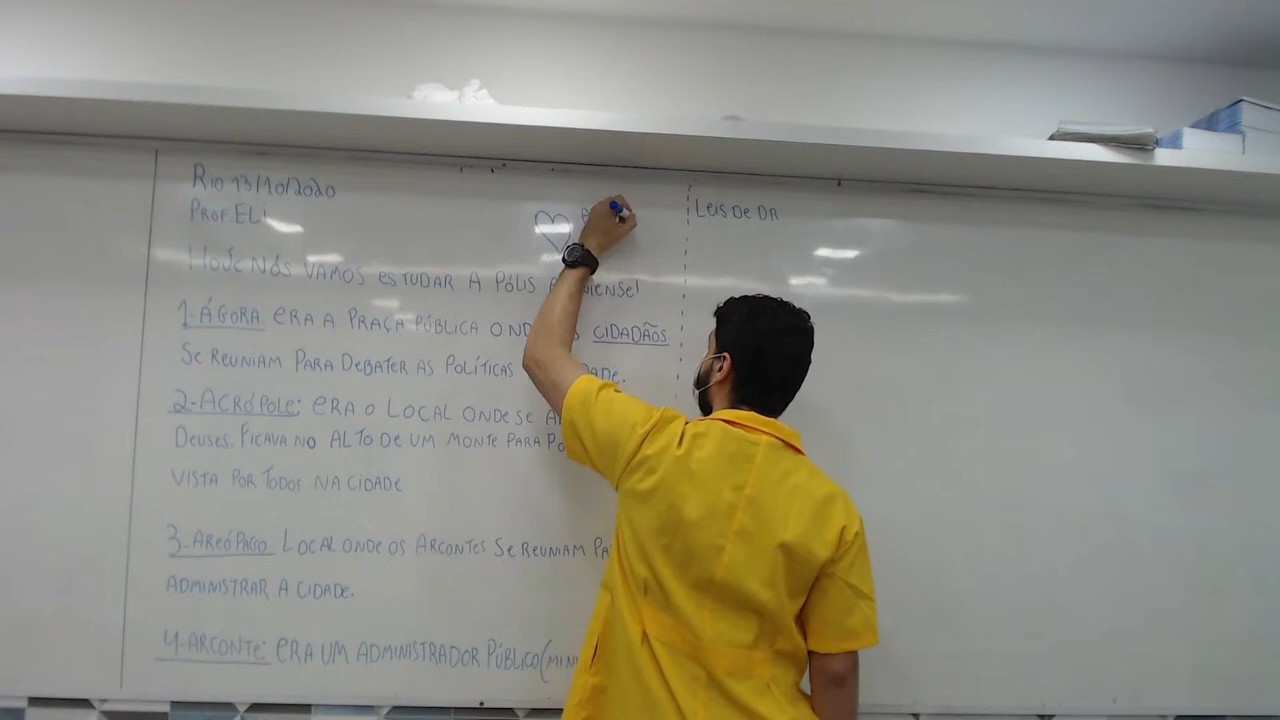 Rio 13/10/2020
Prof. Eli
Hoje nós vamos estudar a pólis
1-Ágora era a praça pública cidadãos
se reuniam para debater as políticas
2-Acrópole: era o local onde se
deuses. Ficava no alto de um monte para
vista por todos na cidade
3-Areópago local onde os arcontes se reuniam
administrar a cidade.
4-Arconte: era um administrador público(
Leis de Dr